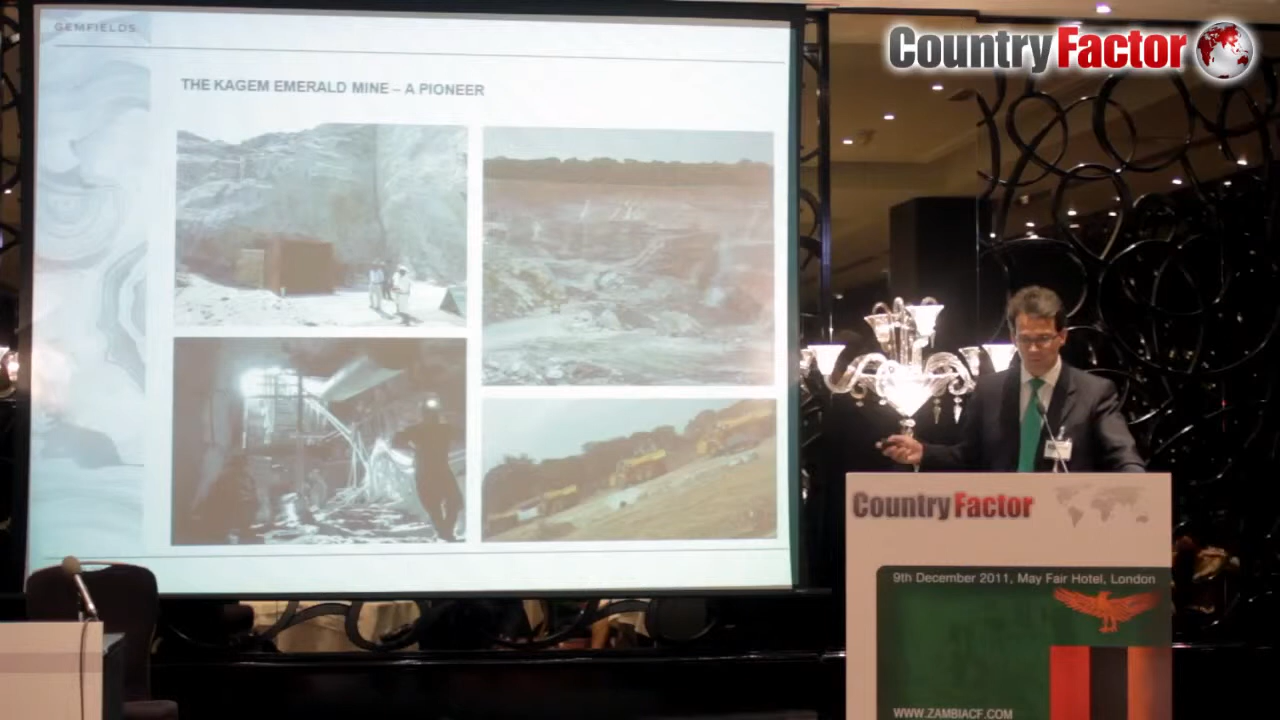 GEMFIELDS
THE KAGEM EMERALD MINE – A PIONEER
CountryFactor
CountryFactor
9th December 2011, May Fair Hotel, London
WWW.ZAMBIACF.COM